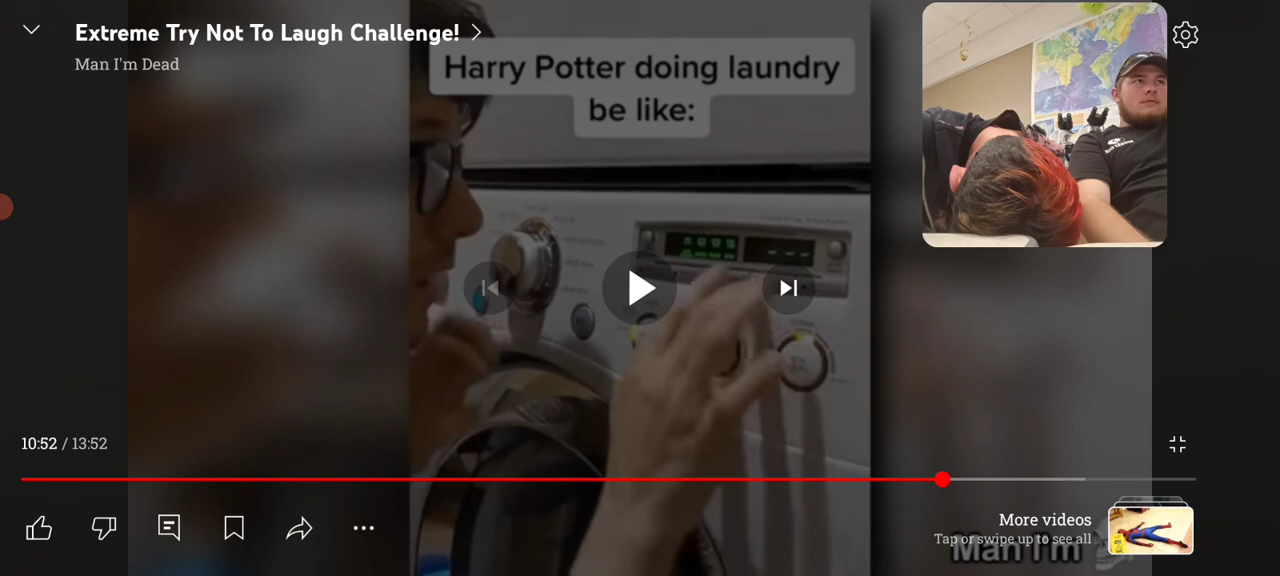 Extreme Try Not To Laugh Challenge!
Man I'm Dead
Harry Potter doing laundry
be like:
10:52 / 13:52
More videos
Tap or swipe up to see all
Man I'm